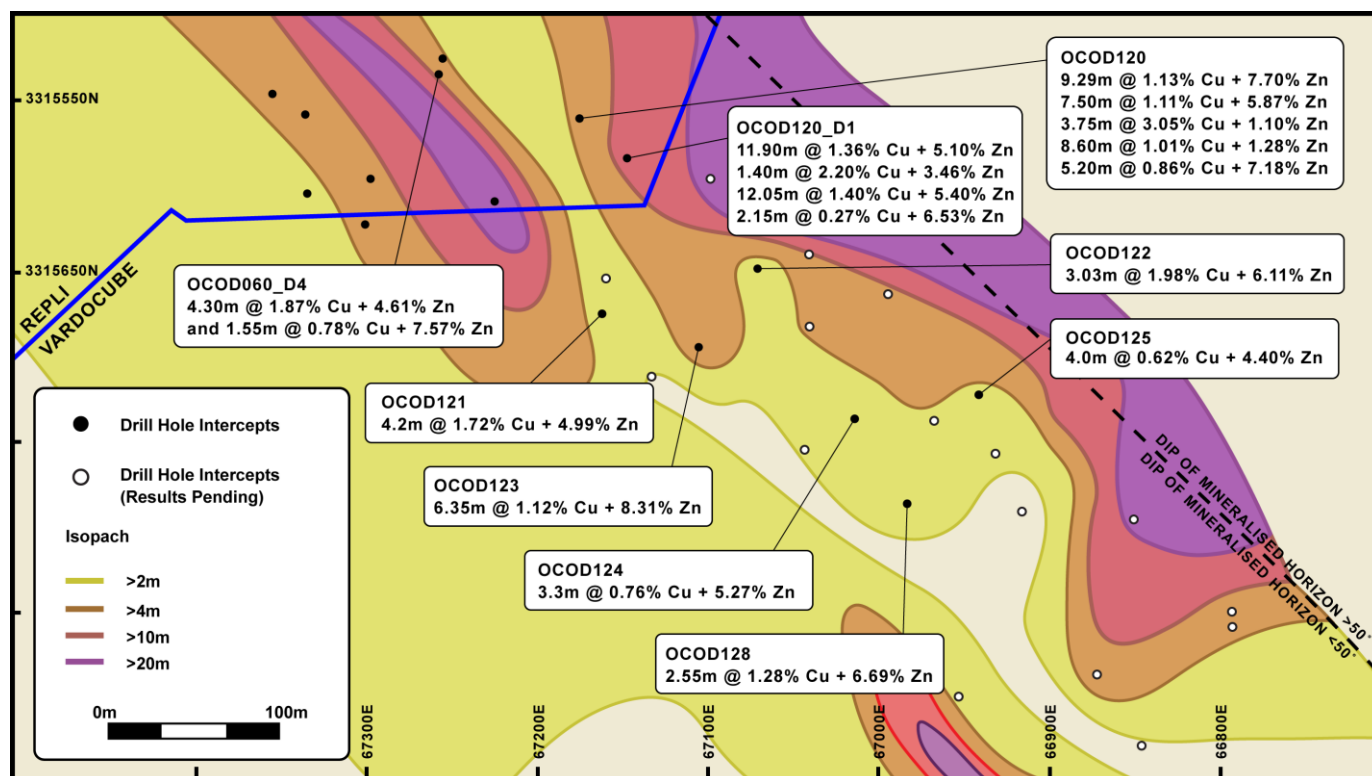 OCOD120
9.29m @ 1.13% Cu + 7.70% Zn
7.50m @ 1.11% Cu + 5.87% Zn
3.75m @ 3.05% Cu + 1.10% Zn
8.60m @ 1.01% Cu + 1.28% Zn
5.20m @ 0.86% Cu + 7.18% Zn
3315550N
OCOD120_D1
11.90m @ 1.36% Cu + 5.10% Zn
1.40m @ 2.20% Cu + 3.46% Zn
12.05m @ 1.40% Cu + 5.40% Zn
2.15m @ 0.27% Cu + 6.53% Zn
OCOD122
3.03m @ 1.98% Cu + 6.11% Zn
3315650N
REPLI
VARDOCUBE
OCOD060_D4
4.30m @ 1.87% Cu + 4.61% Zn
and 1.55m @ 0.78% Cu + 7.57% Zn
OCOD125
4.0m @ 0.62% Cu + 4.40% Zn
OCOD121
4.2m @ 1.72% Cu + 4.99% Zn
OCOD123
6.35m @ 1.12% Cu + 8.31% Zn
OCOD124
3.3m @ 0.76% Cu + 5.27% Zn
OCOD128
2.55m @ 1.28% Cu + 6.69% Zn
DIP OF MINERALISED HORIZON >50°
DIP OF MINERALISED HORIZON <50°
Drill Hole Intercepts
Drill Hole Intercepts
(Results Pending)
Isopach
>2m
>4m
>10m
>20m
0m
100m
67300E
67200E
67100E
67000E
66900E
66800E